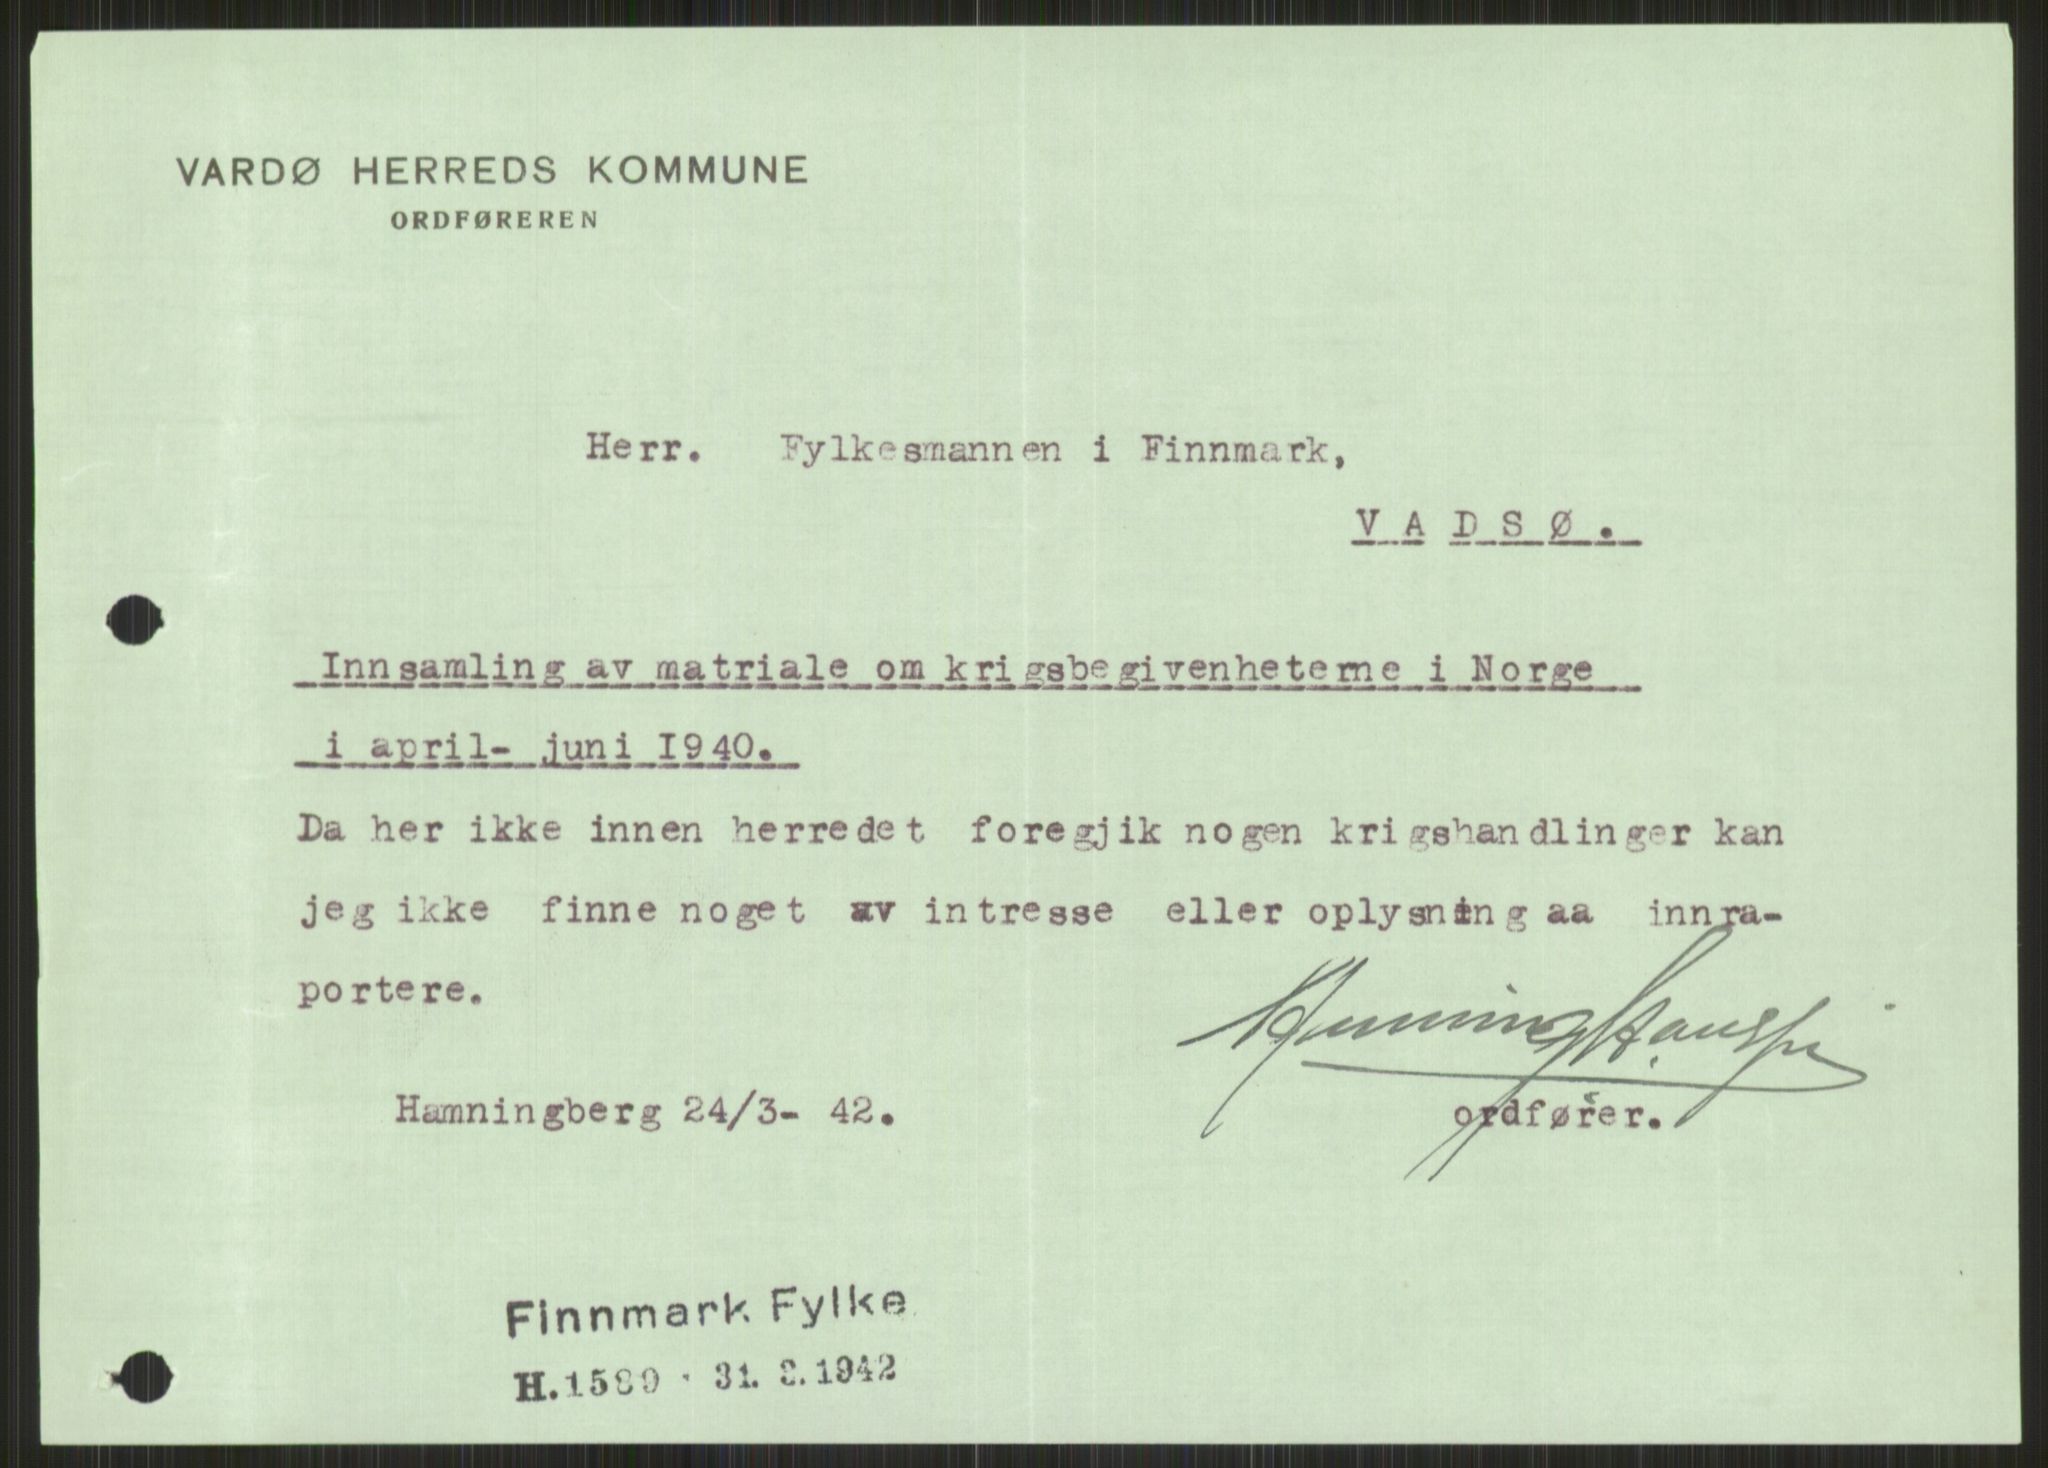 VARDØ HERREDS KOMMUNE
ORDFØREREN
Herr. Fylkesmannen i Finnmark,
VADSØ.
Innsamling av matriale om krigsbegivenheterne i Norge
i april- juni I940.
Da her ikke innen herredet foregjik nogen krigshandlinger kan
jeg ikke finne noget av intresse eller oplysning aa innra-
portere.
Henning
Hamningberg 24/3- 42.
ordfører.
Finnmark Fylke
H.1589 · 31. 3.1942